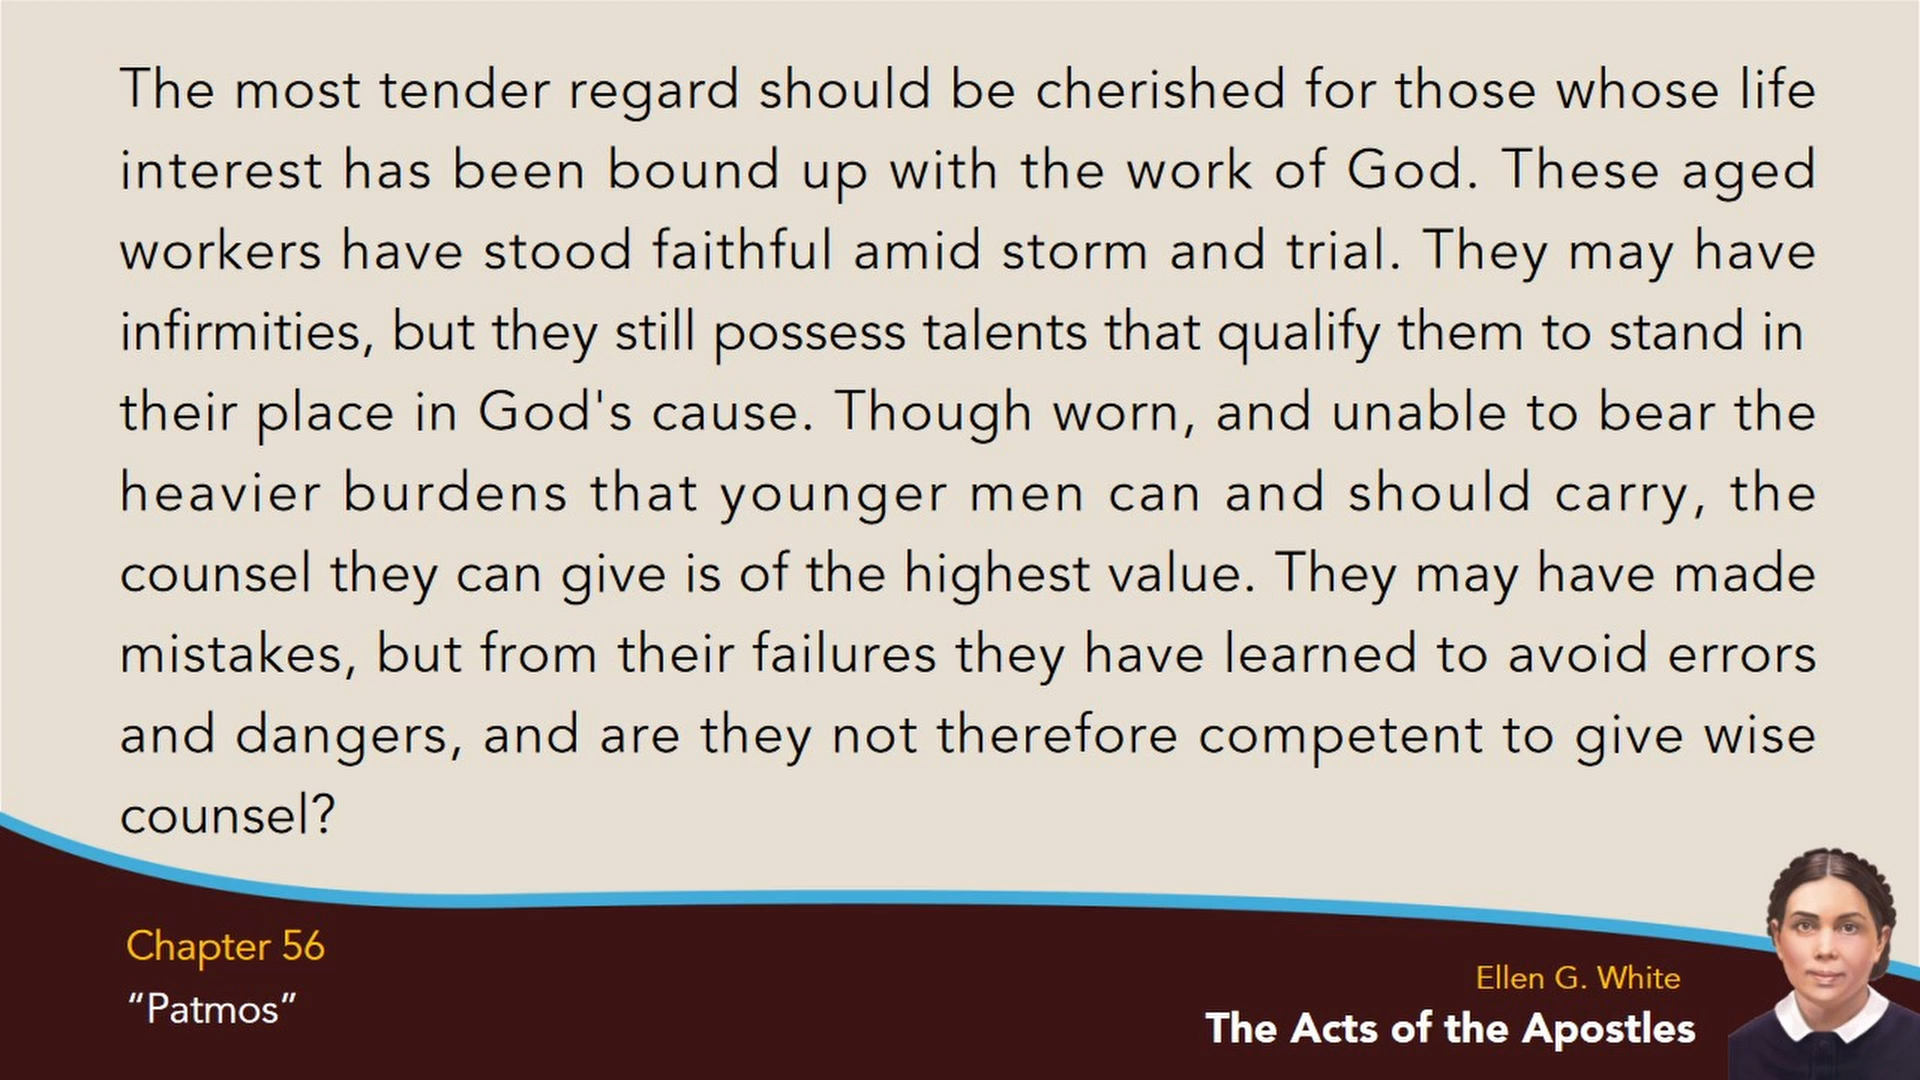 The most tender regard should be cherished for those whose life
interest has been bound up with the work of God. These aged
workers have stood faithful amid storm and trial. They may have
infirmities, but they still possess talents that qualify them to stand in
their place in God's cause. Though worn, and unable to bear the
heavier burdens that younger men can and should carry, the
counsel they can give is of the highest value. They may have made
mistakes, but from their failures they have learned to avoid errors
and dangers, and are they not therefore competent to give wise
counsel?
Chapter 56
“Patmos”
Ellen G. White
The Acts of the Apostles